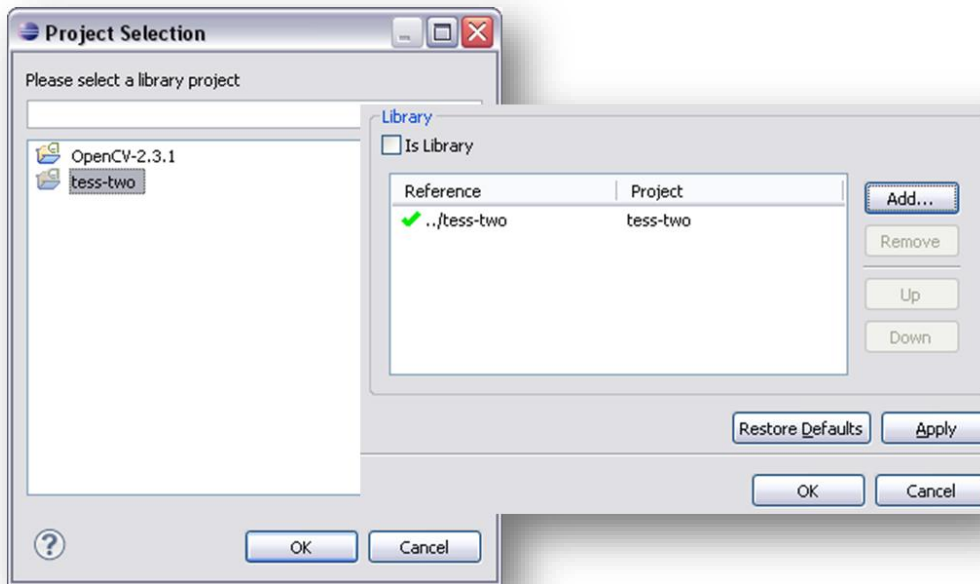 Project Selection
Please select a library project
OpenCV-2.3.1
tess-two
OK Cancel
Library
Is Library
Reference Project
../tess-two tess-two
Add...
Remove
Up
Down
Restore Defaults Apply
OK Cancel